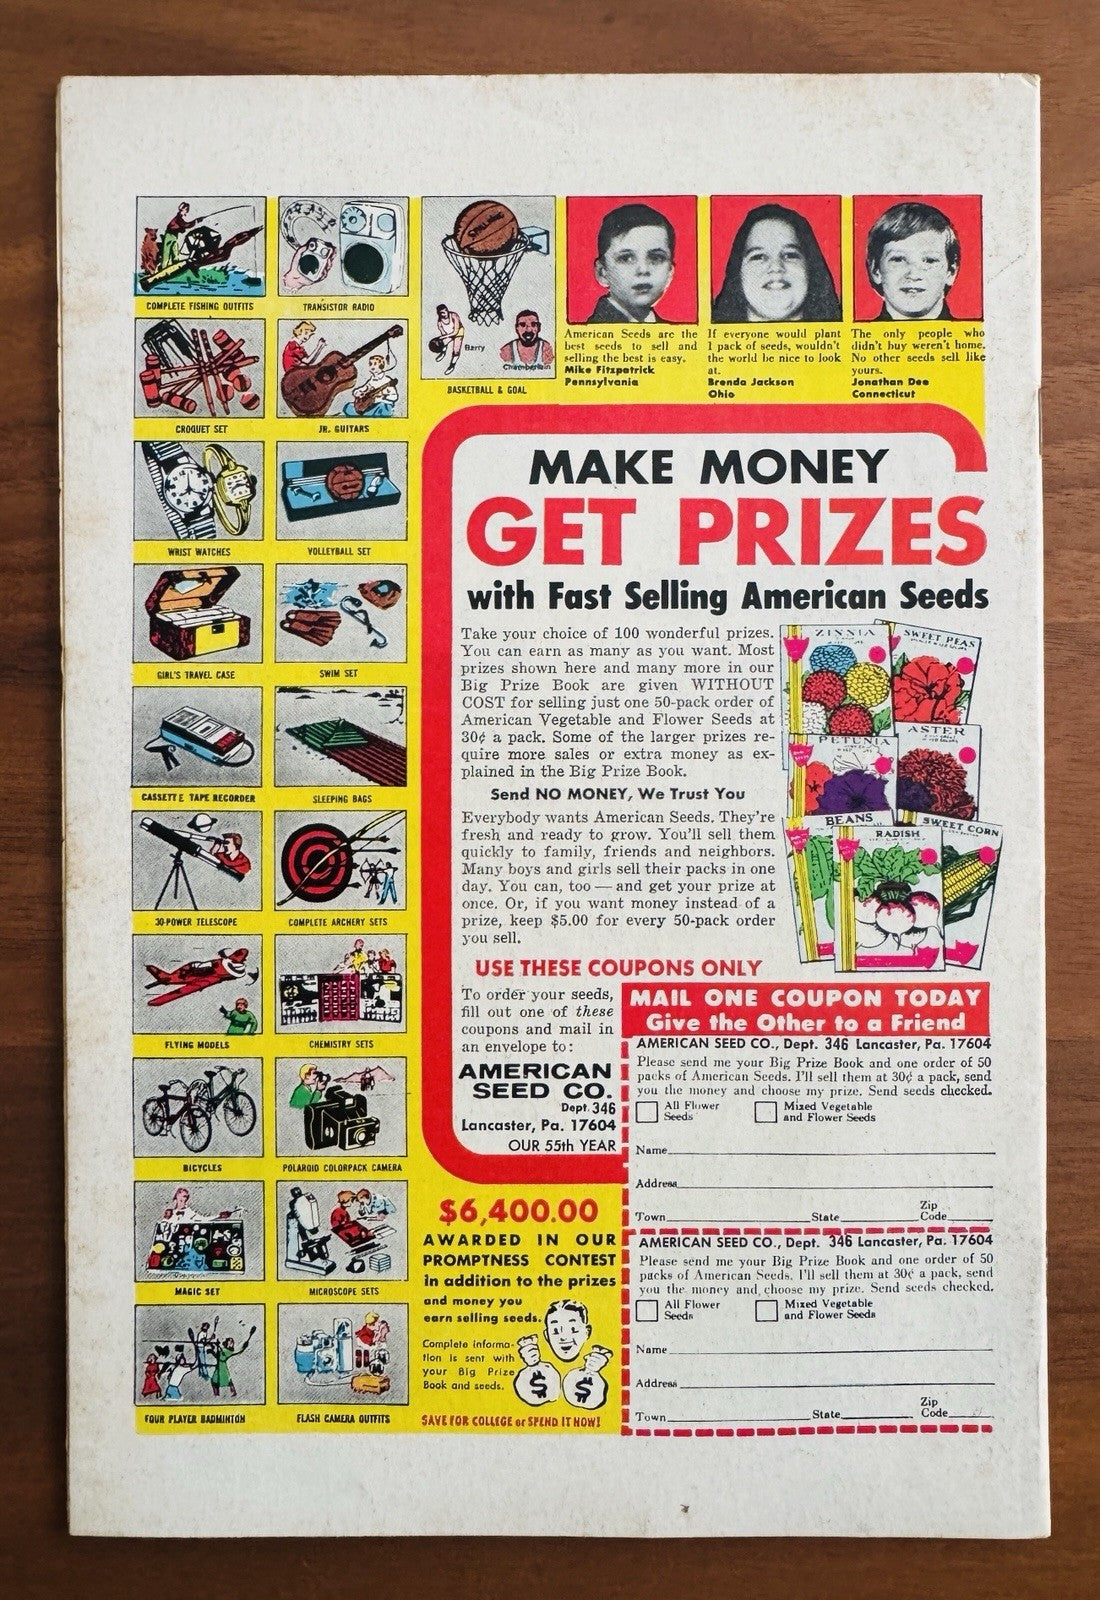 COMPLETE FISHING OUTFITS
TRANSISTOR RADIO
SPALDING
Barry
Chamberlain
BASKETBALL & GOAL
CROQUET SET
JR. GUITARS
WRIST WATCHES
VOLLEYBALL SET
GIRL'S TRAVEL CASE
SWIM SET
CASSETTE TAPE RECORDER
SLEEPING BAGS
30-POWER TELESCOPE
COMPLETE ARCHERY SETS
FLYING MODELS
CHEMISTRY SETS
BICYCLES
POLAROID COLORPACK CAMERA
MAGIC SET
MICROSCOPE SETS
FOUR PLAYER BADMINTON
FLASH CAMERA OUTFITS
American Seeds are the
best seeds to sell and
selling the best is easy.
Mike Fitzpatrick
Pennsylvania
If everyone would plant
1 pack of seeds, wouldn't
the world be nice to look
at.
Brenda Jackson
Ohio
The only people who
didn't buy weren't home.
No other seeds sell like
yours.
Jonathan Dee
Connecticut
MAKE MONEY
GET PRIZES
with Fast Selling American Seeds
Take your choice of 100 wonderful prizes.
You can earn as many as you want. Most
prizes shown here and many more in our
Big Prize Book are given WITHOUT
COST for selling just one 50-pack order of
American Vegetable and Flower Seeds at
30¢ a pack. Some of the larger prizes re-
quire more sales or extra money as ex-
plained in the Big Prize Book.
Send NO MONEY, We Trust You
Everybody wants American Seeds. They're
fresh and ready to grow. You'll sell them
quickly to family, friends and neighbors.
Many boys and girls sell their packs in one
day. You can, too — and get your prize at
once. Or, if you want money instead of a
prize, keep $5.00 for every 50-pack order
you sell.
ZINNIA
SWEET PEAS
PETUNIA
ASTER
BEANS
RADISH
SWEET CORN
USE THESE COUPONS ONLY
To order your seeds,
fill out one of these
coupons and mail in
an envelope to:
AMERICAN
SEED CO.
Dept. 346
Lancaster, Pa. 17604
OUR 55th YEAR
$6,400.00
AWARDED IN OUR
PROMPTNESS CONTEST
in addition to the prizes
and money you
earn selling seeds.
Complete informa-
tion is sent with
your Big Prize
Book and seeds.
$ $
SAVE FOR COLLEGE or SPEND IT NOW!
MAIL ONE COUPON TODAY
Give the Other to a Friend
AMERICAN SEED CO., Dept. 346 Lancaster, Pa. 17604
Please send me your Big Prize Book and one order of 50
packs of American Seeds. I'll sell them at 30¢ a pack, send
you the money and choose my prize. Send seeds checked.
All Flower
Seeds
Mixed Vegetable
and Flower Seeds
Name
Address
Town State Zip
Code
AMERICAN SEED CO., Dept. 346 Lancaster, Pa. 17604
Please send me your Big Prize Book and one order of 50
packs of American Seeds. I'll sell them at 30¢ a pack, send
you the money and choose my prize. Send seeds checked.
All Flower
Seeds
Mixed Vegetable
and Flower Seeds
Name
Address
Town State Zip
Code